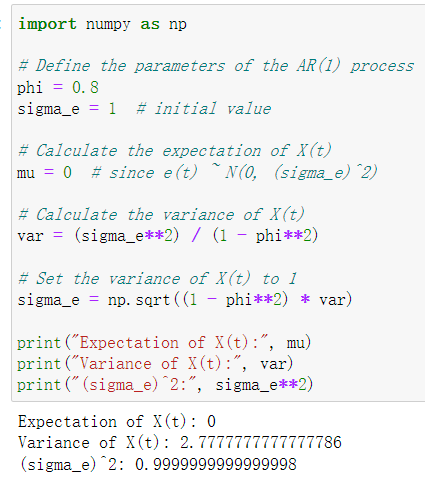 import numpy as np
# Define the parameters of the AR(1) process
phi = 0.8
sigma_e = 1  # initial value
# Calculate the expectation of X(t)
mu = 0  # since e(t) ~ N(0, (sigma_e)^2)
# Calculate the variance of X(t)
var = (sigma_e**2) / (1 - phi**2)
# Set the variance of X(t) to 1
sigma_e = np.sqrt((1 - phi**2) * var)
print("Expectation of X(t):", mu)
print("Variance of X(t):", var)
print("(sigma_e)^2:", sigma_e**2)
Expectation of X(t): 0
Variance of X(t): 2.7777777777777786
(sigma_e)^2: 0.9999999999999998